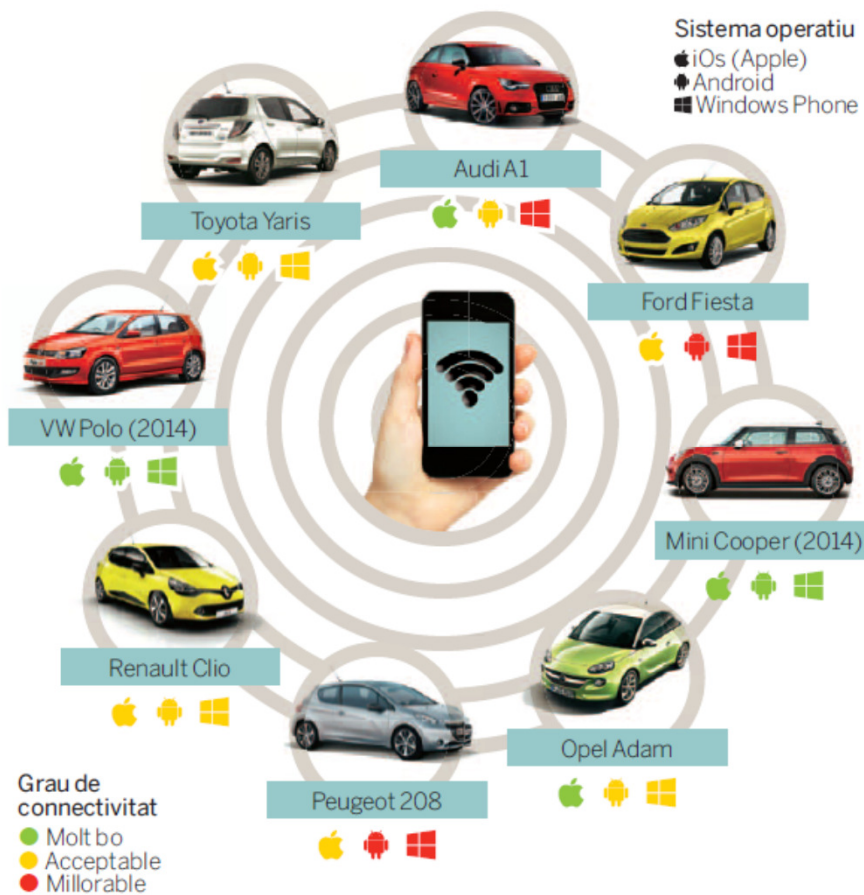 Sistema operatiu
iOs (Apple)
Android
Windows Phone
Audi A1
Toyota Yaris
Ford Fiesta
VW Polo (2014)
Mini Cooper (2014)
Renault Clio
Opel Adam
Peugeot 208
Grau de
connectivitat
Molt bo
Acceptable
Millorable